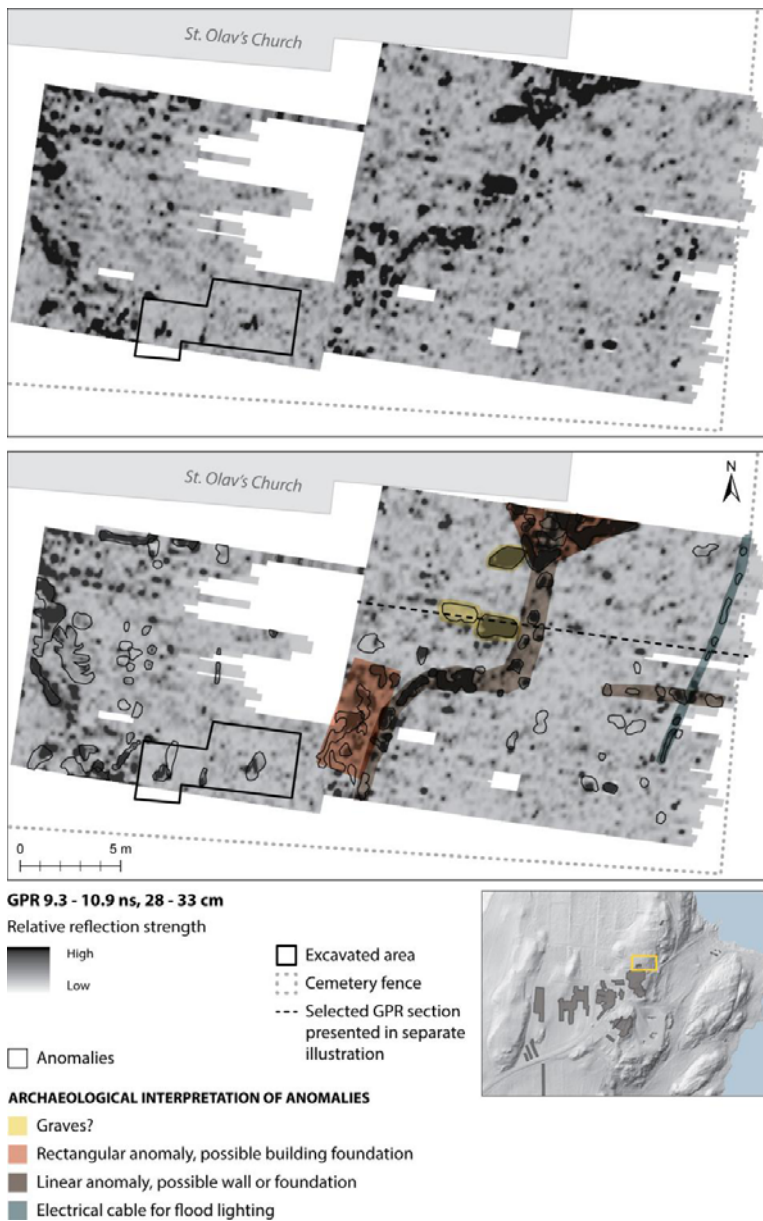 St. Olav's Church
St. Olav's Church
N
0
5 m
GPR 9.3 - 10.9 ns, 28 - 33 cm
Relative reflection strength
High
Low
Excavated area
Cemetery fence
Selected GPR section
presented in separate
illustration
Anomalies
ARCHAEOLOGICAL INTERPRETATION OF ANOMALIES
Graves?
Rectangular anomaly, possible building foundation
Linear anomaly, possible wall or foundation
Electrical cable for flood lighting